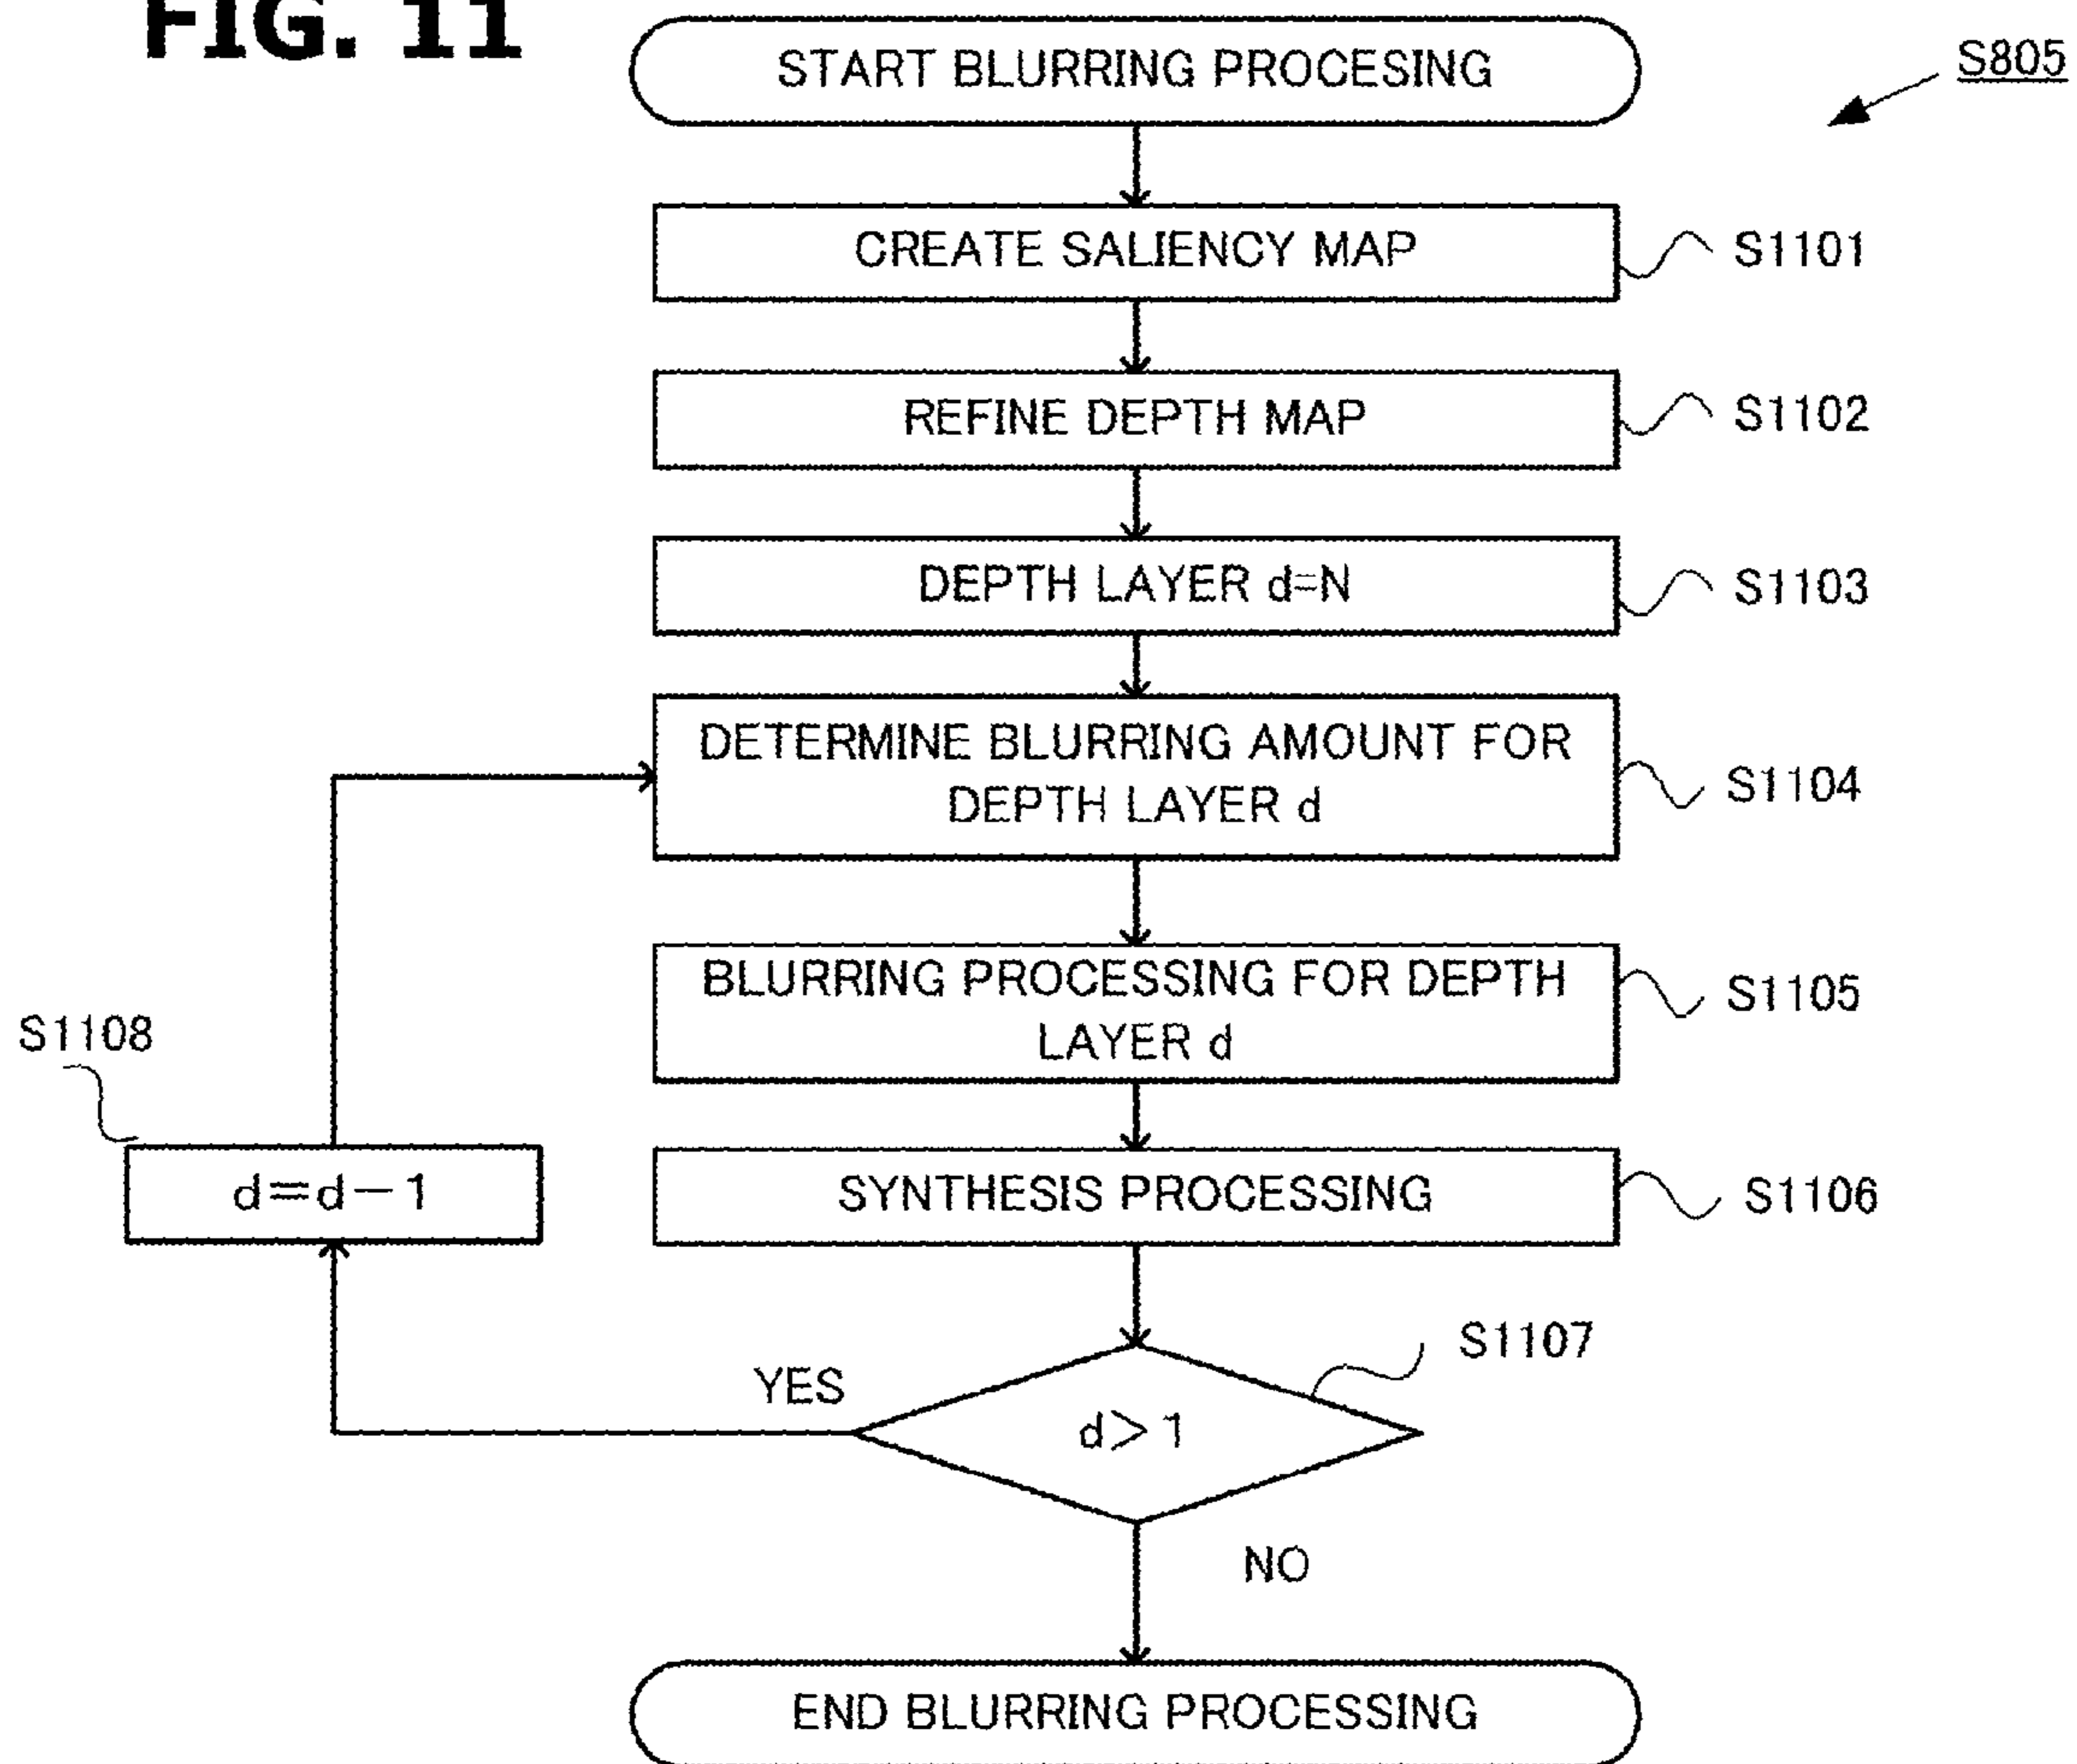 FIG. 11
START BLURRING PROCESING
S805
CREATE SALIENCY MAP
S1101
REFINE DEPTH MAP
S1102
DEPTH LAYER d=N
S1103
DETERMINE BLURRING AMOUNT FOR
DEPTH LAYER d
S1104
BLURRING PROCESSING FOR DEPTH
LAYER d
S1105
S1108
d=d-1
SYNTHESIS PROCESSING
S1106
S1107
YES
d>1
NO
END BLURRING PROCESSING